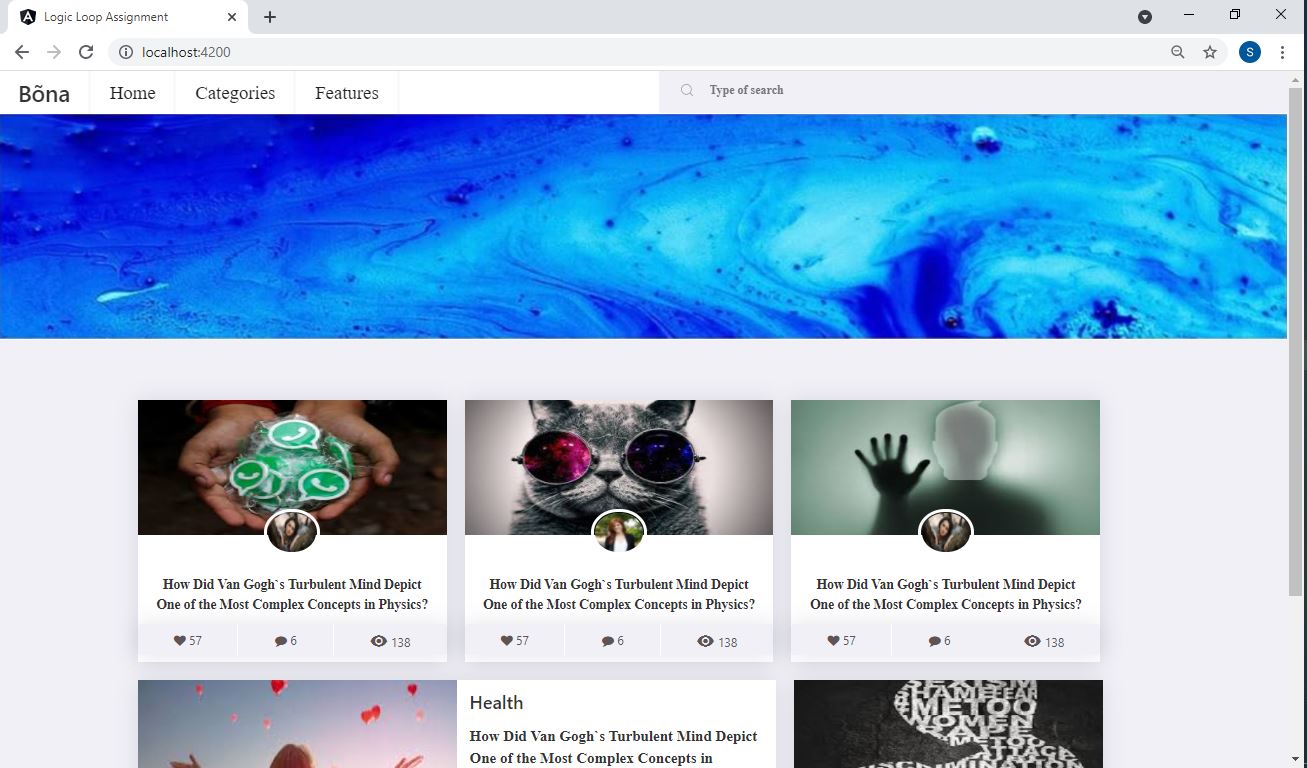 Logic Loop Assignment
localhost:4200
S
Bõna
Home
Categories
Features
Type of search
How Did Van Gogh`s Turbulent Mind Depict
One of the Most Complex Concepts in Physics?
57
6
138
How Did Van Gogh`s Turbulent Mind Depict
One of the Most Complex Concepts in Physics?
57
6
138
How Did Van Gogh`s Turbulent Mind Depict
One of the Most Complex Concepts in Physics?
57
6
138
Health
How Did Van Gogh`s Turbulent Mind Depict
One of the Most Complex Concepts in
SEXISM
SHAME FEAR
METOO
WOMEN
RAPE
METOO
ATTACK
DISCRIMINATION